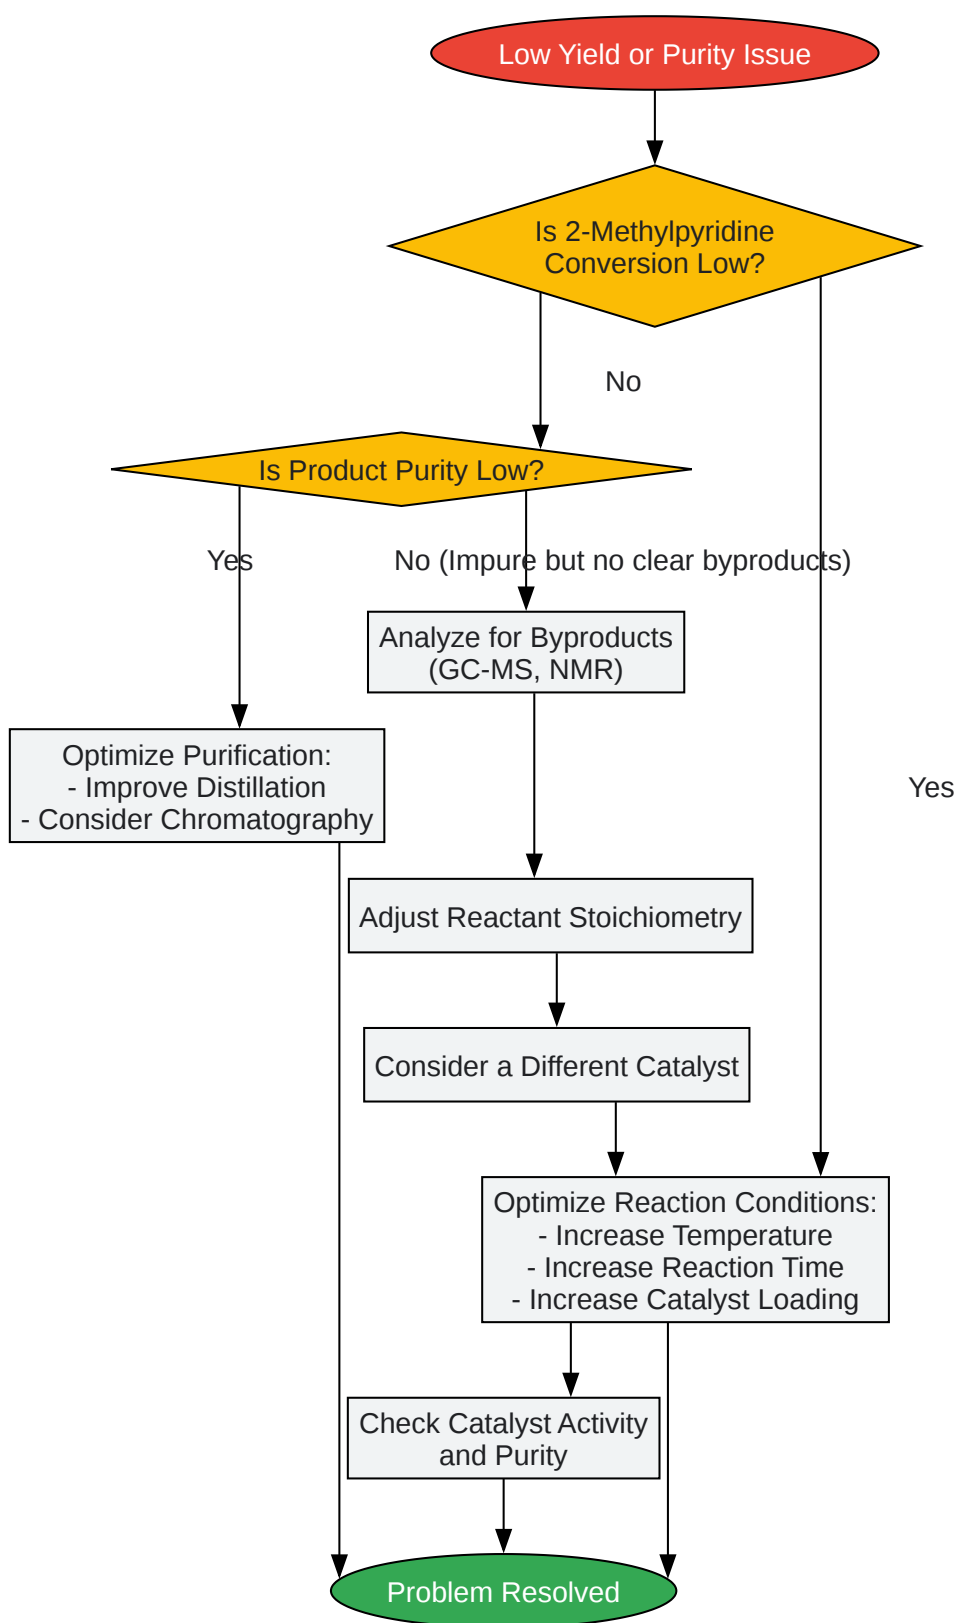 Low Yield or Purity Issue
Is 2-Methylpyridine
Conversion Low?
No
Is Product Purity Low?
Yes
No (Impure but no clear byproducts)
Analyze for Byproducts
(GC-MS, NMR)
Optimize Purification:
- Improve Distillation
- Consider Chromatography
Yes
Adjust Reactant Stoichiometry
Consider a Different Catalyst
Optimize Reaction Conditions:
- Increase Temperature
- Increase Reaction Time
- Increase Catalyst Loading
Check Catalyst Activity
and Purity
Problem Resolved